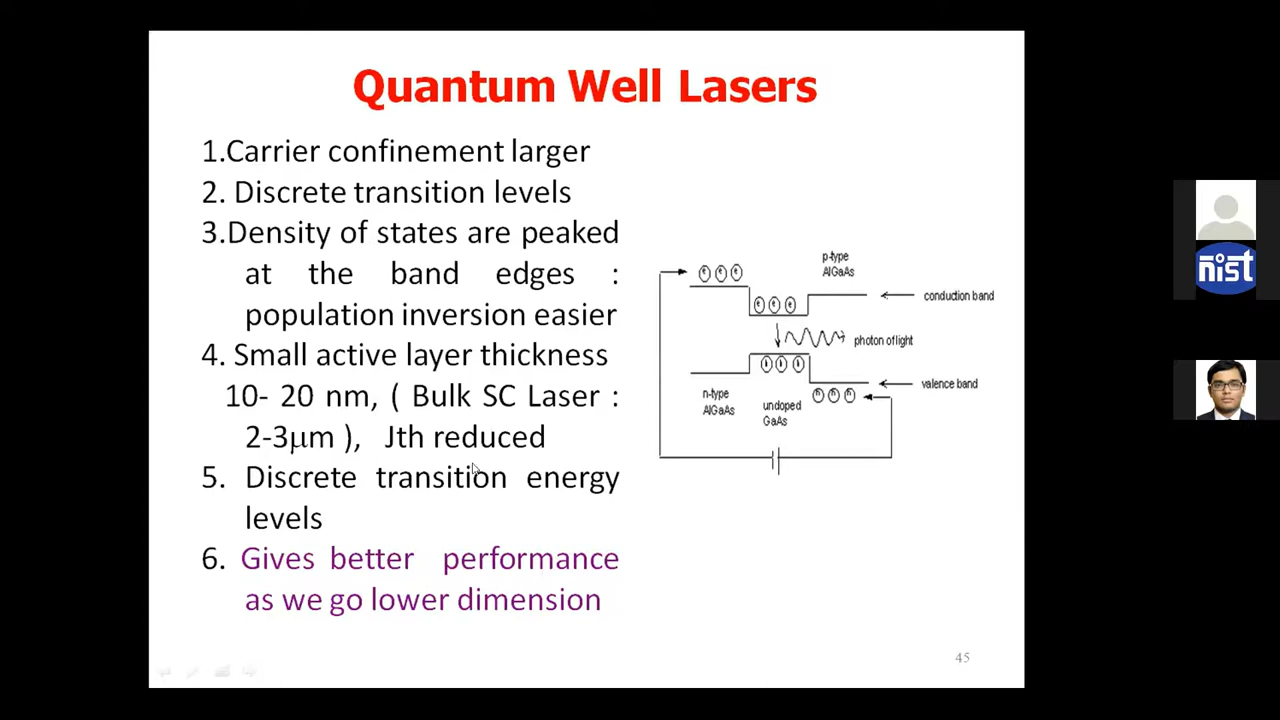 Quantum Well Lasers
1.Carrier confinement larger
2. Discrete transition levels
3.Density of states are peaked
at the band edges :
population inversion easier
4. Small active layer thickness
10- 20 nm, ( Bulk SC Laser :
2-3μm ), Jth reduced
5. Discrete transition energy
levels
6. Gives better performance
as we go lower dimension
p-type
AlGaAs
e e e
conduction band
e e e
photon of light
valence band
h h h
n-type
AlGaAs
undoped
GaAs
45
nist